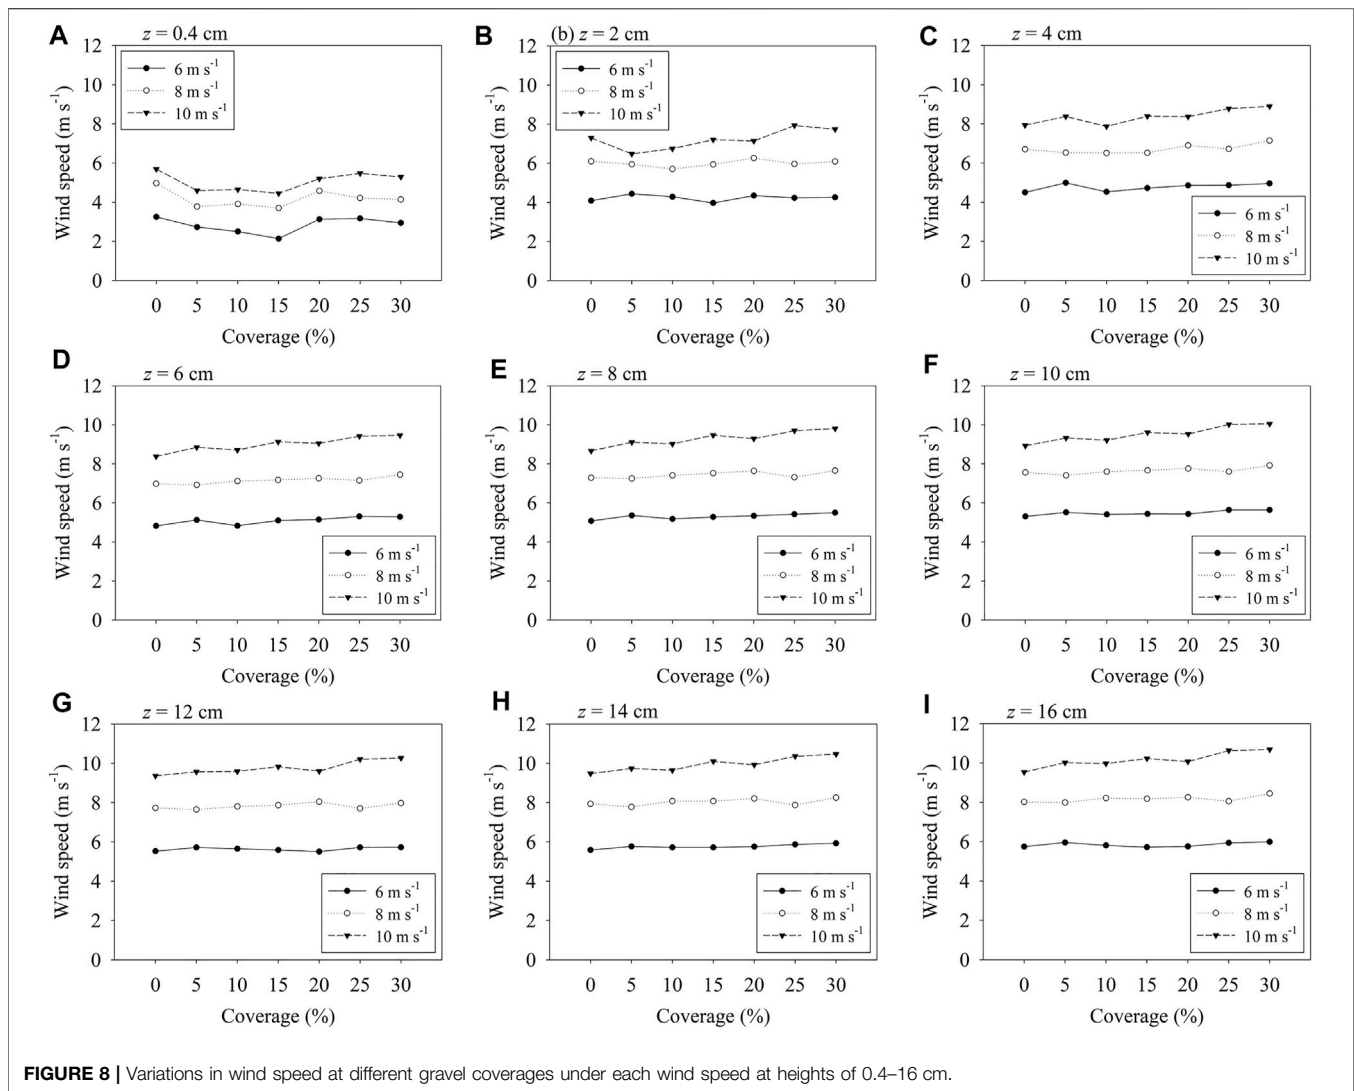 A
z = 0.4 cm
12
10
8
6
4
2
0
Wind speed (m s-1)
6 m s-1
8 m s-1
10 m s-1
0 5 10 15 20 25 30
Coverage (%)
B
(b) z = 2 cm
12
10
8
6
4
2
0
Wind speed (m s-1)
6 m s-1
8 m s-1
10 m s-1
0 5 10 15 20 25 30
Coverage (%)
C
z = 4 cm
12
10
8
6
4
2
0
Wind speed (m s-1)
6 m s-1
8 m s-1
10 m s-1
0 5 10 15 20 25 30
Coverage (%)
D
z = 6 cm
12
10
8
6
4
2
0
Wind speed (m s-1)
6 m s-1
8 m s-1
10 m s-1
0 5 10 15 20 25 30
Coverage (%)
E
z = 8 cm
12
10
8
6
4
2
0
Wind speed (m s-1)
6 m s-1
8 m s-1
10 m s-1
0 5 10 15 20 25 30
Coverage (%)
F
z = 10 cm
12
10
8
6
4
2
0
Wind speed (m s-1)
6 m s-1
8 m s-1
10 m s-1
0 5 10 15 20 25 30
Coverage (%)
G
z = 12 cm
12
10
8
6
4
2
0
Wind speed (m s-1)
6 m s-1
8 m s-1
10 m s-1
0 5 10 15 20 25 30
Coverage (%)
H
z = 14 cm
12
10
8
6
4
2
0
Wind speed (m s-1)
6 m s-1
8 m s-1
10 m s-1
0 5 10 15 20 25 30
Coverage (%)
I
z = 16 cm
12
10
8
6
4
2
0
Wind speed (m s-1)
6 m s-1
8 m s-1
10 m s-1
0 5 10 15 20 25 30
Coverage (%)
FIGURE 8 | Variations in wind speed at different gravel coverages under each wind speed at heights of 0.4–16 cm.